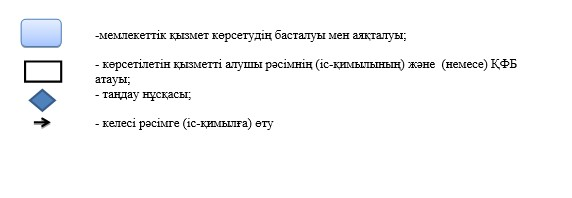 -мемлекеттік қызмет көрсетудің басталуы мен аяқталуы;
- көрсетілетін қызметті алушы рәсімнің (іс-қимылының) және (немесе) ҚФБ
атауы;
- таңдау нұсқасы;
- келесі рәсімге (іс-қимылға) өту